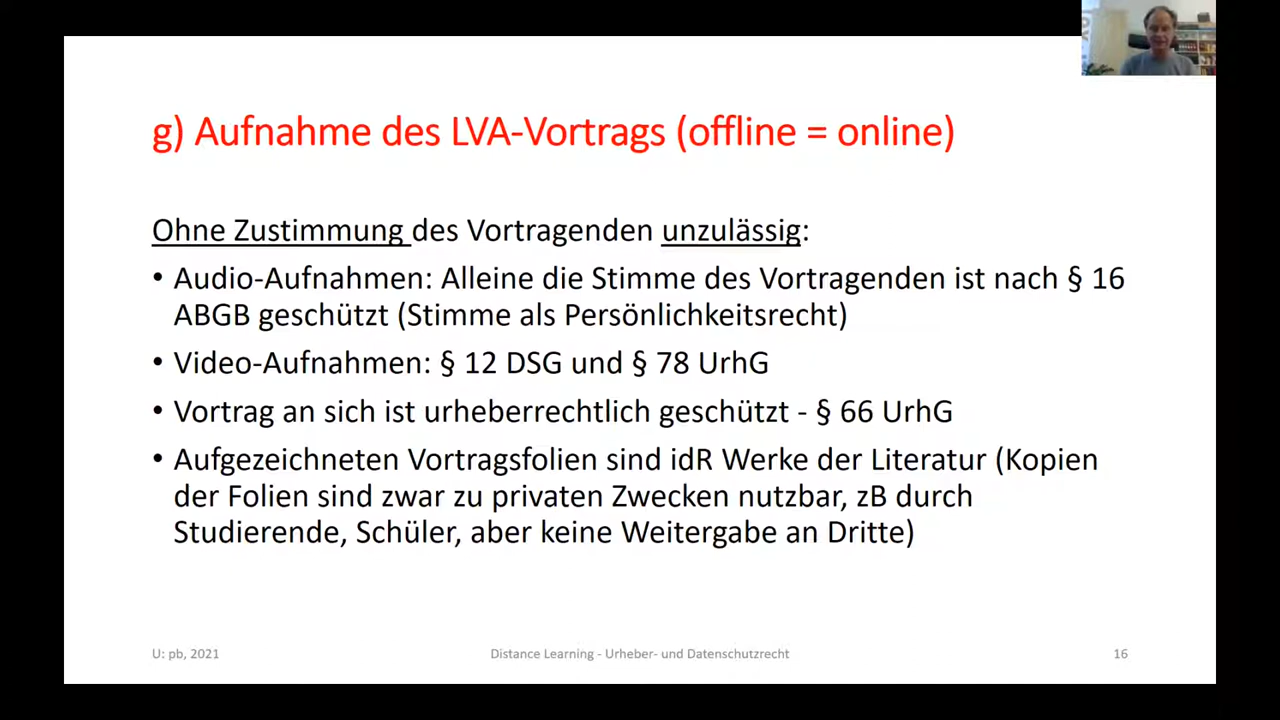 g) Aufnahme des LVA-Vortrags (offline = online)
Ohne Zustimmung des Vortragenden unzulässig:
• Audio-Aufnahmen: Alleine die Stimme des Vortragenden ist nach § 16
ABGB geschützt (Stimme als Persönlichkeitsrecht)
• Video-Aufnahmen: § 12 DSG und § 78 UrhG
• Vortrag an sich ist urheberrechtlich geschützt - § 66 UrhG
• Aufgezeichneten Vortragsfolien sind idR Werke der Literatur (Kopien
der Folien sind zwar zu privaten Zwecken nutzbar, zB durch
Studierende, Schüler, aber keine Weitergabe an Dritte)
U: pb, 2021
Distance Learning - Urheber- und Datenschutzrecht
16